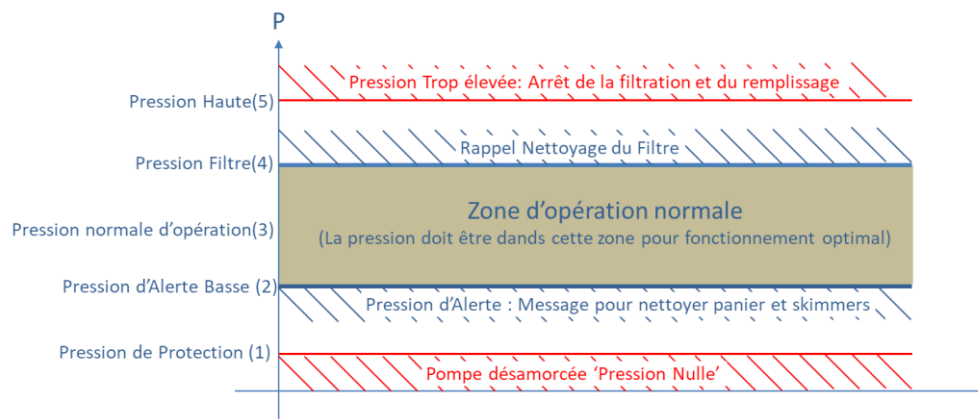 P
Pression Trop élevée: Arrêt de la filtration et du remplissage
Pression Haute(5)
Rappel Nettoyage du Filtre
Pression Filtre(4)
Zone d'opération normale
Pression normale d'opération(3)
(La pression doit être dands cette zone pour fonctionnement optimal)
Pression d'Alerte Basse (2)
Pression d'Alerte : Message pour nettoyer panier et skimmers
Pression de Protection (1)
Pompe désamorcée ‘Pression Nulle’